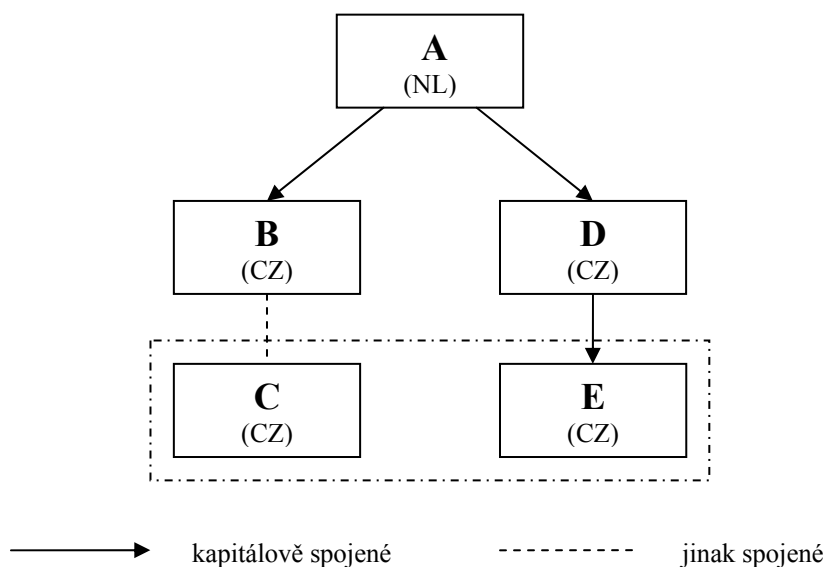 A
(NL)
B
(CZ)
D
(CZ)
C
(CZ)
E
(CZ)
kapitálově spojené
jinak spojené